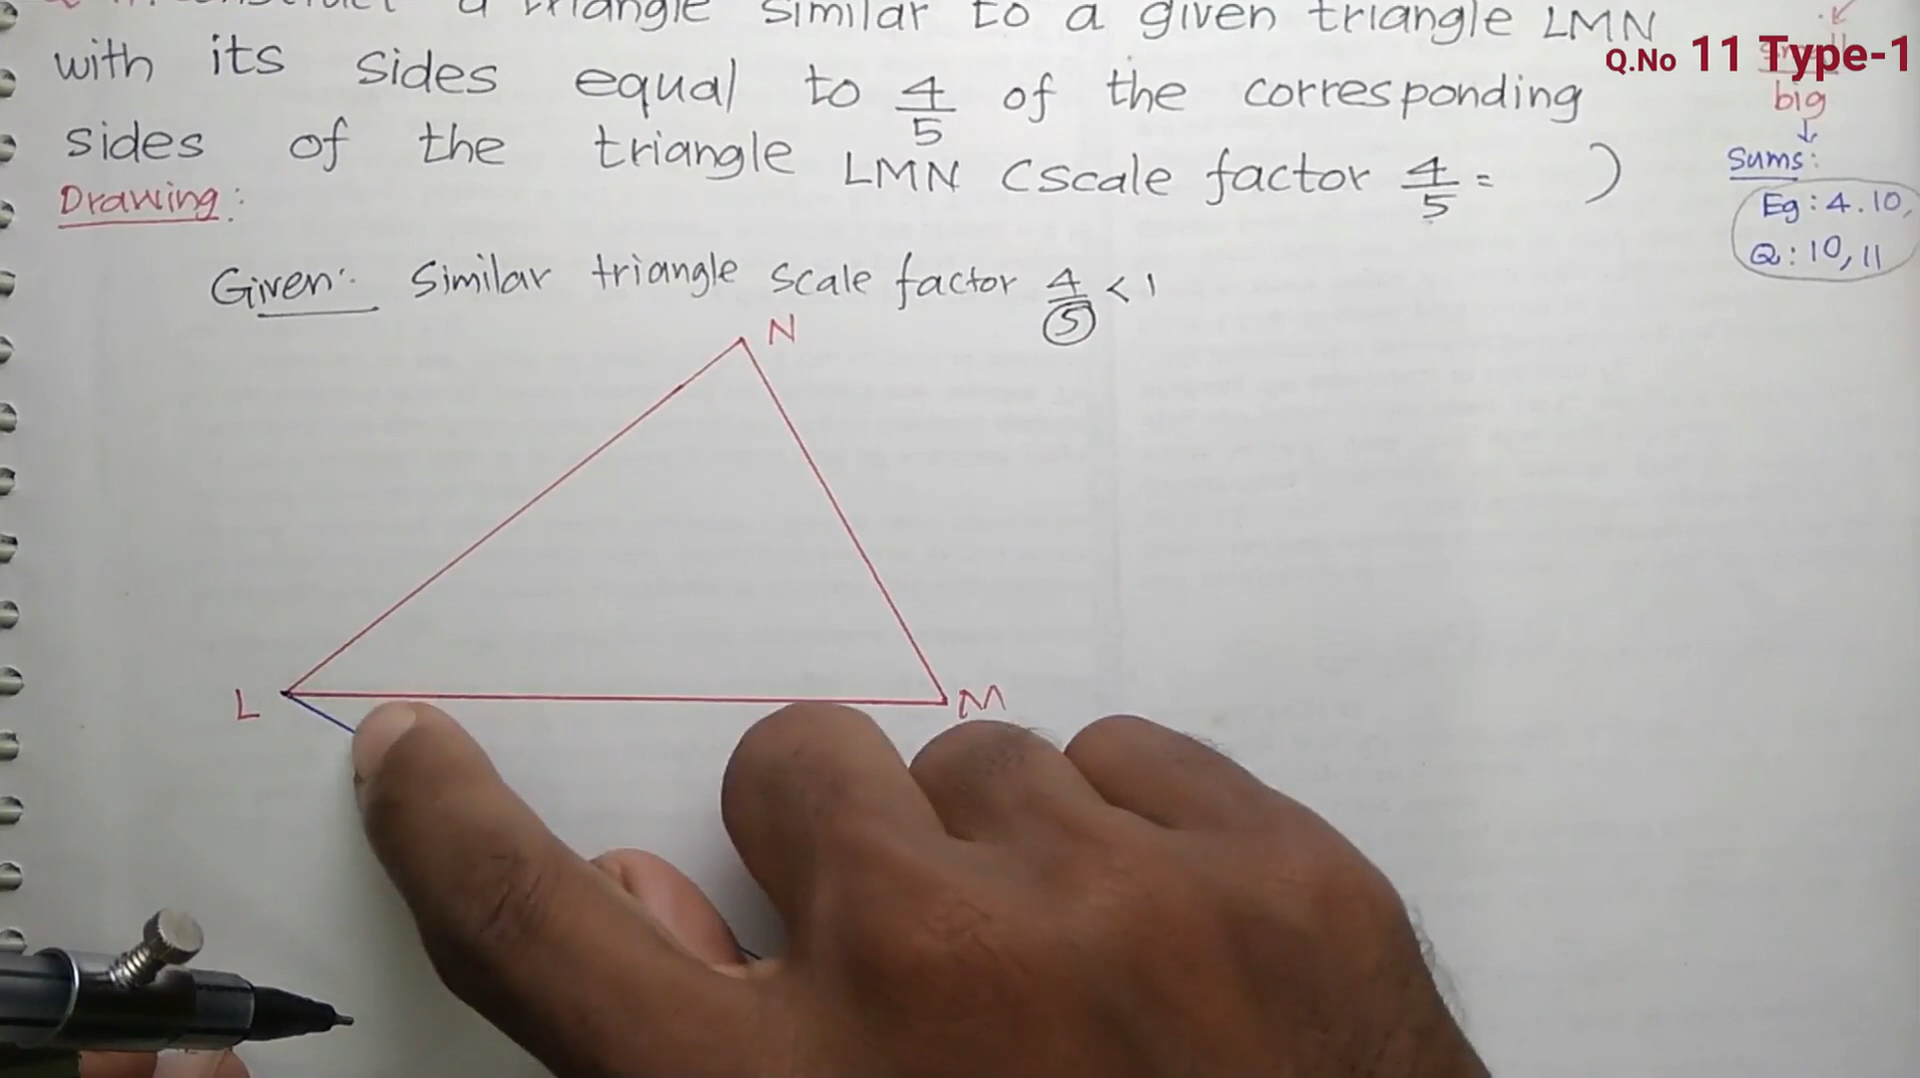 a triangle similar to a given triangle LMN
with its sides equal to 4/5 of the corresponding
sides of the triangle LMN (scale factor 4/5 = )
Drawing:
Given: Similar triangle scale factor 4/5 < 1
N
L
M
Q.No 11 Type-1
big
Sums:
Eg: 4.10,
Q: 10, 11